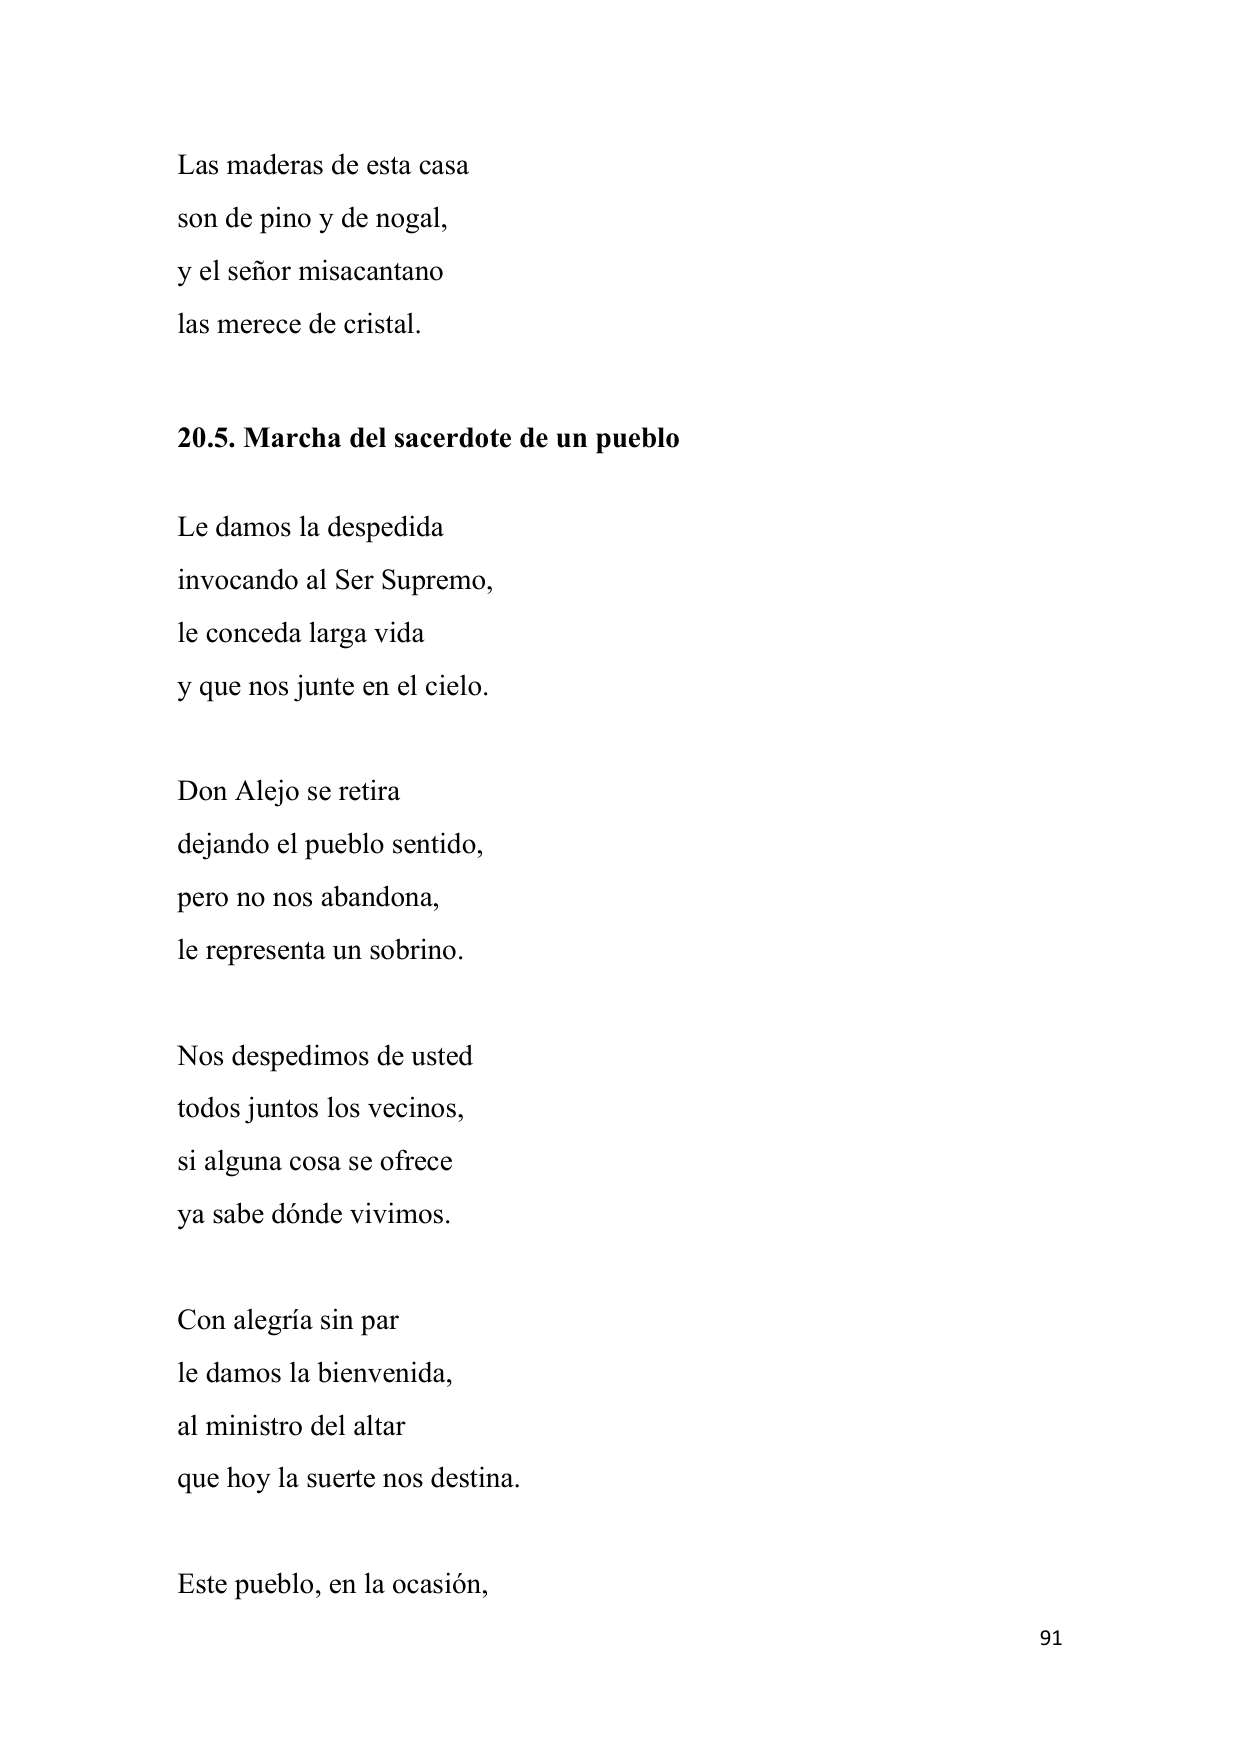 Las maderas de esta casa
son de pino y de nogal,
y el señor misacantano
las merece de cristal.
20.5. Marcha del sacerdote de un pueblo
Le damos la despedida
invocando al Ser Supremo,
le conceda larga vida
y que nos junte en el cielo.
Don Alejo se retira
dejando el pueblo sentido,
pero no nos abandona,
le representa un sobrino.
Nos despedimos de usted
todos juntos los vecinos,
si alguna cosa se ofrece
ya sabe dónde vivimos.
Con alegría sin par
le damos la bienvenida,
al ministro del altar
que hoy la suerte nos destina.
Este pueblo, en la ocasión,
91